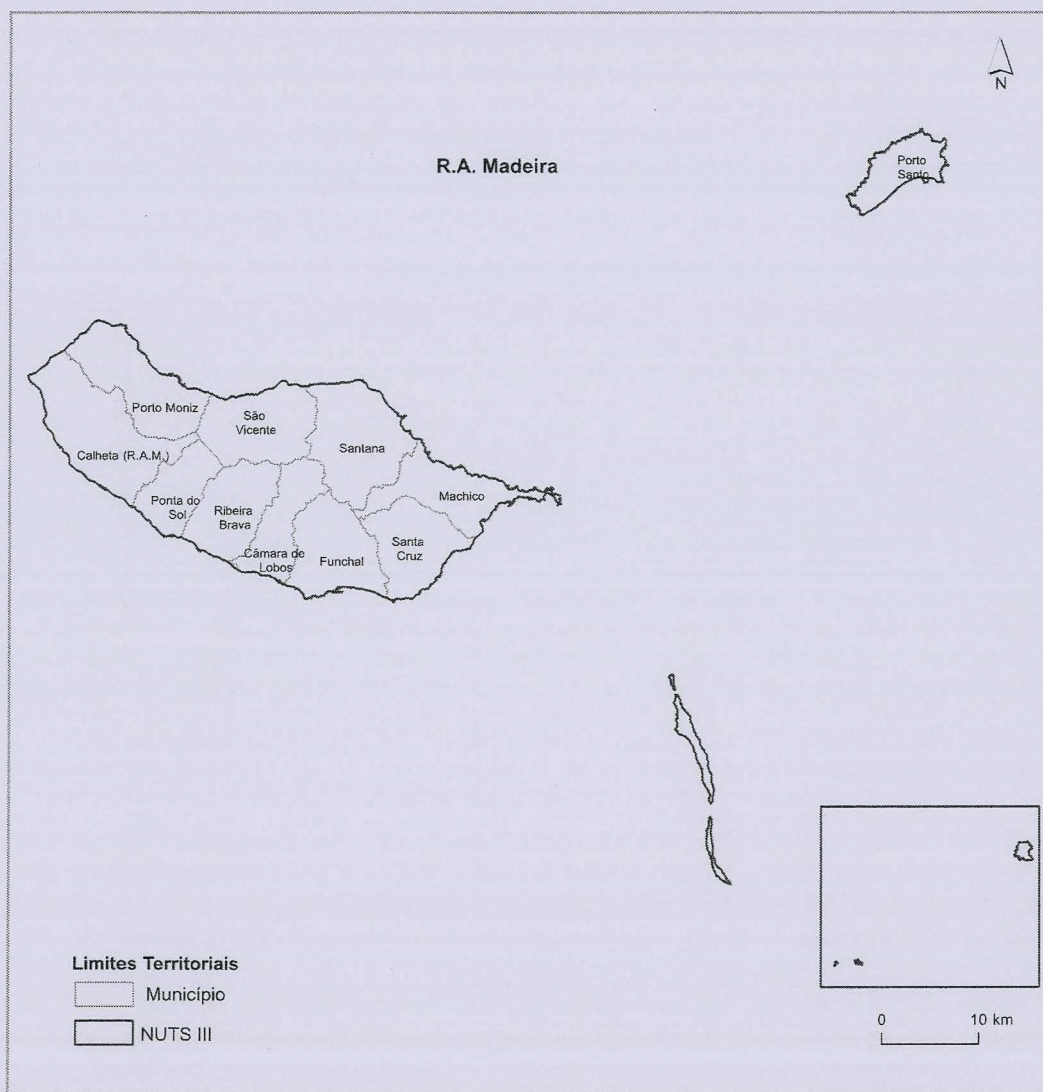 N
R.A. Madeira
Porto
Santo
Porto Moniz
São
Vicente
Santana
Calheta (R.A.M.)
Machico
Ponta do
Sol
Ribeira
Brava
Santa
Cruz
Câmara de
Lobos
Funchal
Limites Territoriais
Município
NUTS III
0 10 km